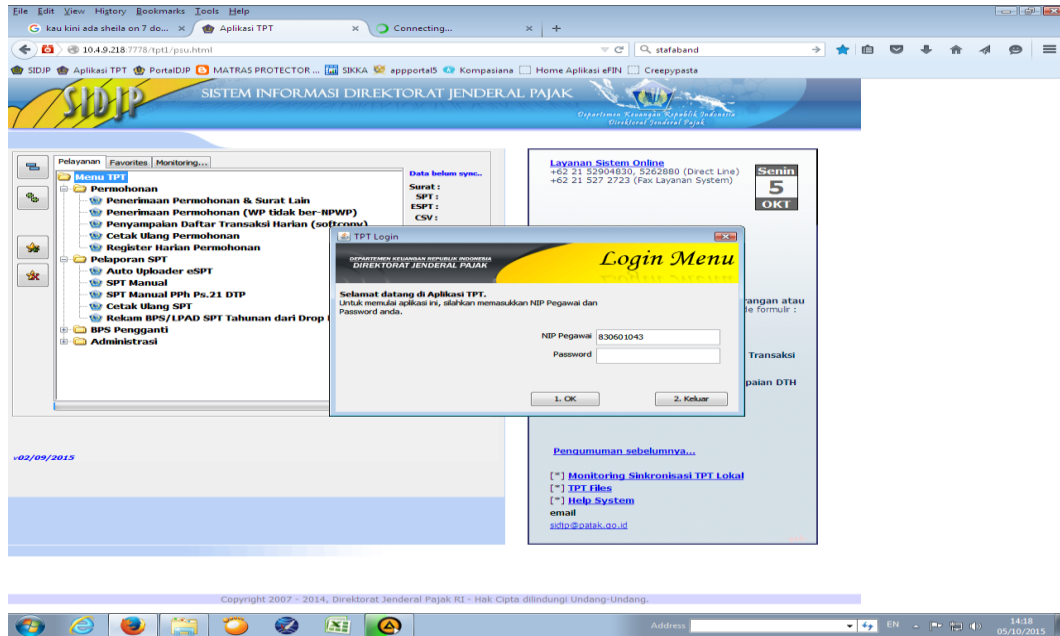 File Edit View History Bookmarks Tools Help
kau kini ada sheila on 7 do... × Aplikasi TPT × Connecting... × +
10.4.9.218:7778/tpt1/psu.html stafaband
SIDJP Aplikasi TPT PortalDJP MATRAS PROTECTOR ... SIKKA appportal5 Kompasiana Home Aplikasi eFIN Creepypasta
SIDJP SISTEM INFORMASI DIREKTORAT JENDERAL PAJAK
Departemen Keuangan Republik Indonesia
Direktorat Jenderal Pajak
Pelayanan Favorites Monitoring...
Menu TPT
Permohonan
Penerimaan Permohonan & Surat Lain
Penerimaan Permohonan (WP tidak ber-NPWP)
Penyampaian Daftar Transaksi Harian (softcopy)
Cetak Ulang Permohonan
Register Harian Permohonan
Pelaporan SPT
Auto Uploader eSPT
SPT Manual
SPT Manual PPh Ps.21 DTP
Cetak Ulang SPT
Rekam BPS/LPAD SPT Tahunan dari Drop
BPS Pengganti
Administrasi
Data belum sync..
Surat :
SPT :
ESPT :
CSV :
TPT Login
DEPARTEMEN KEUANGAN REPUBLIK INDONESIA
DIREKTORAT JENDERAL PAJAK
Login Menu
Selamat datang di Aplikasi TPT.
Untuk memulai aplikasi ini, silahkan memasukkan NIP Pegawai dan
Password anda.
NIP Pegawai 830601043
Password
1. OK 2. Keluar
Layanan Sistem Online
+62 21 52904830, 5262880 (Direct Line)
+62 21 527 2723 (Fax Layanan System)
Senin
5
OKT
rangan atau
de formulir :
Transaksi
paian DTH
Pengumuman sebelumnya...
[*] Monitoring Sinkronisasi TPT Lokal
[*] TPT Files
[*] Help System
email
sidjp@pajak.go.id
v02/09/2015
Copyright 2007 - 2014, Direktorat Jenderal Pajak RI - Hak Cipta dilindungi Undang-Undang.
Address EN 14:18
05/10/2015